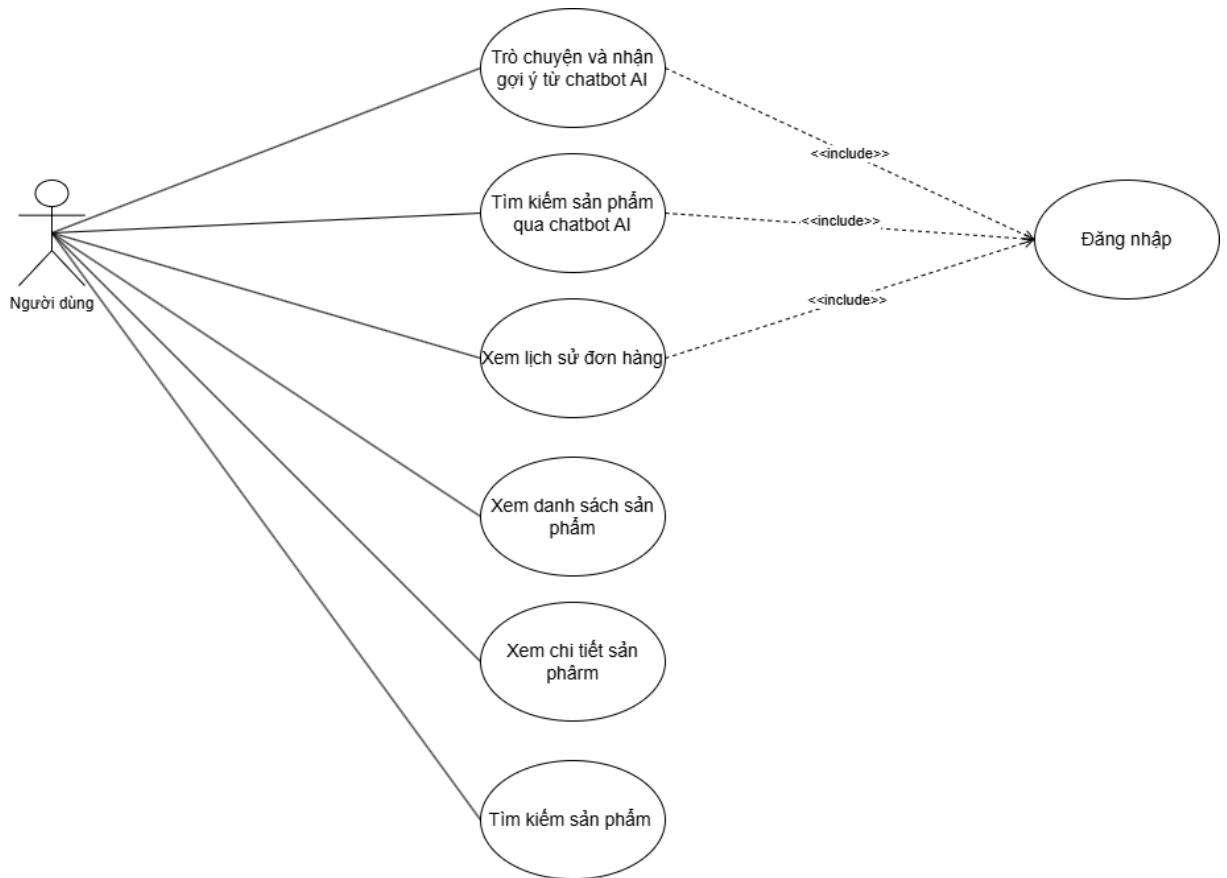 Trò chuyện và nhận
gợi ý từ chatbot AI
<<include>>
Tìm kiếm sản phẩm
qua chatbot AI
<<include>>
Đăng nhập
Người dùng
<<include>>
Xem lịch sử đơn hàng
Xem danh sách sản
phẩm
Xem chi tiết sản
phârm
Tìm kiếm sản phẩm